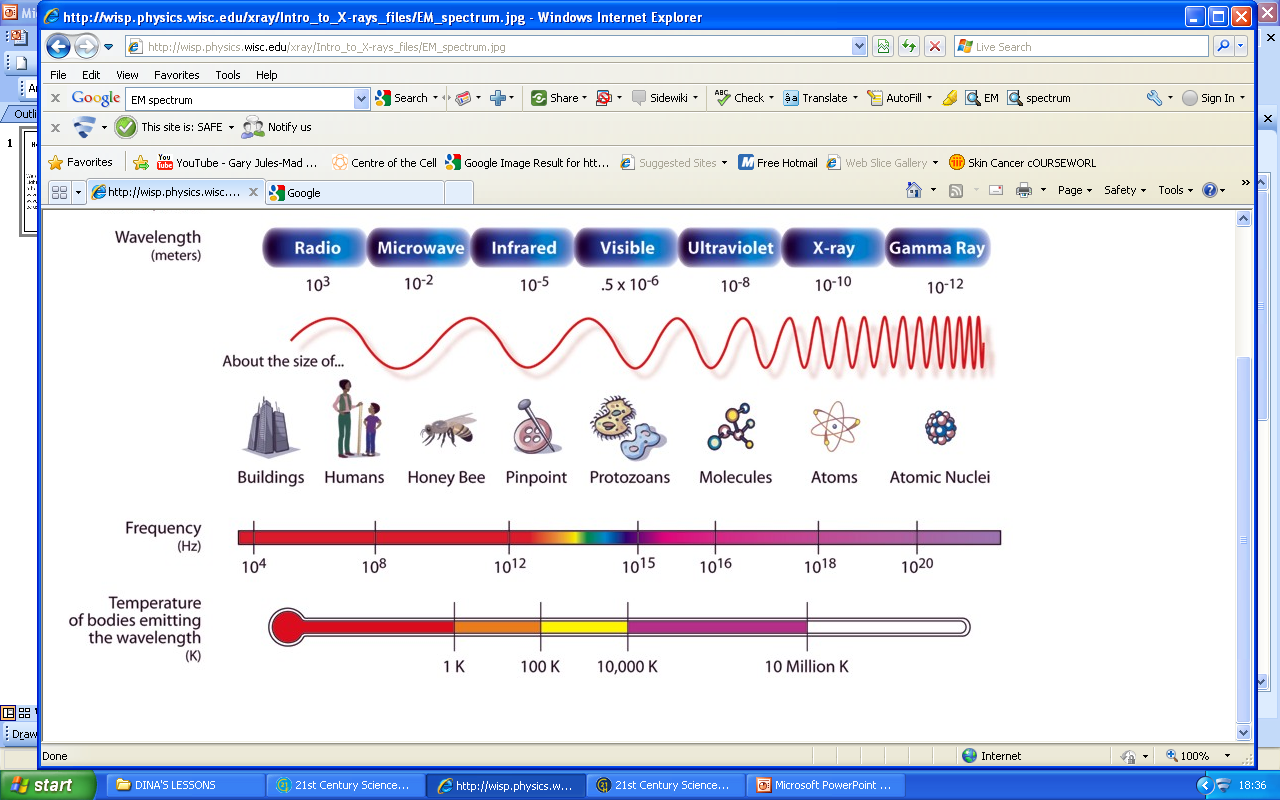 http://wisp.physics.wisc.edu/xray/Intro_to_X-rays_files/EM_spectrum.jpg - Windows Internet Explorer
http://wisp.physics.wisc.edu/xray/Intro_to_X-rays_files/EM_spectrum.jpg Live Search
File Edit View Favorites Tools Help
Google EM spectrum Search Share Sidewiki Check Translate AutoFill EM spectrum Sign In
This site is: SAFE Notify us
Favorites YouTube - Gary Jules-Mad ... Centre of the Cell Google Image Result for htt... Suggested Sites Free Hotmail Web Slice Gallery Skin Cancer cOURSEWORL
http://wisp.physics.wisc.... Google Page Safety Tools
Wavelength
(meters)
Radio Microwave Infrared Visible Ultraviolet X-ray Gamma Ray
10³ 10⁻² 10⁻⁵ .5 x 10⁻⁶ 10⁻⁸ 10⁻¹⁰ 10⁻¹²
About the size of...
Buildings Humans Honey Bee Pinpoint Protozoans Molecules Atoms Atomic Nuclei
Frequency
(Hz)
10⁴ 10⁸ 10¹² 10¹⁵ 10¹⁶ 10¹⁸ 10²⁰
Temperature
of bodies emitting
the wavelength
(K)
1 K 100 K 10,000 K 10 Million K
Done Internet 100%
start DINA'S LESSONS 21st Century Science... http://wisp.physics.w... 21st Century Science... Microsoft PowerPoint ... 18:36